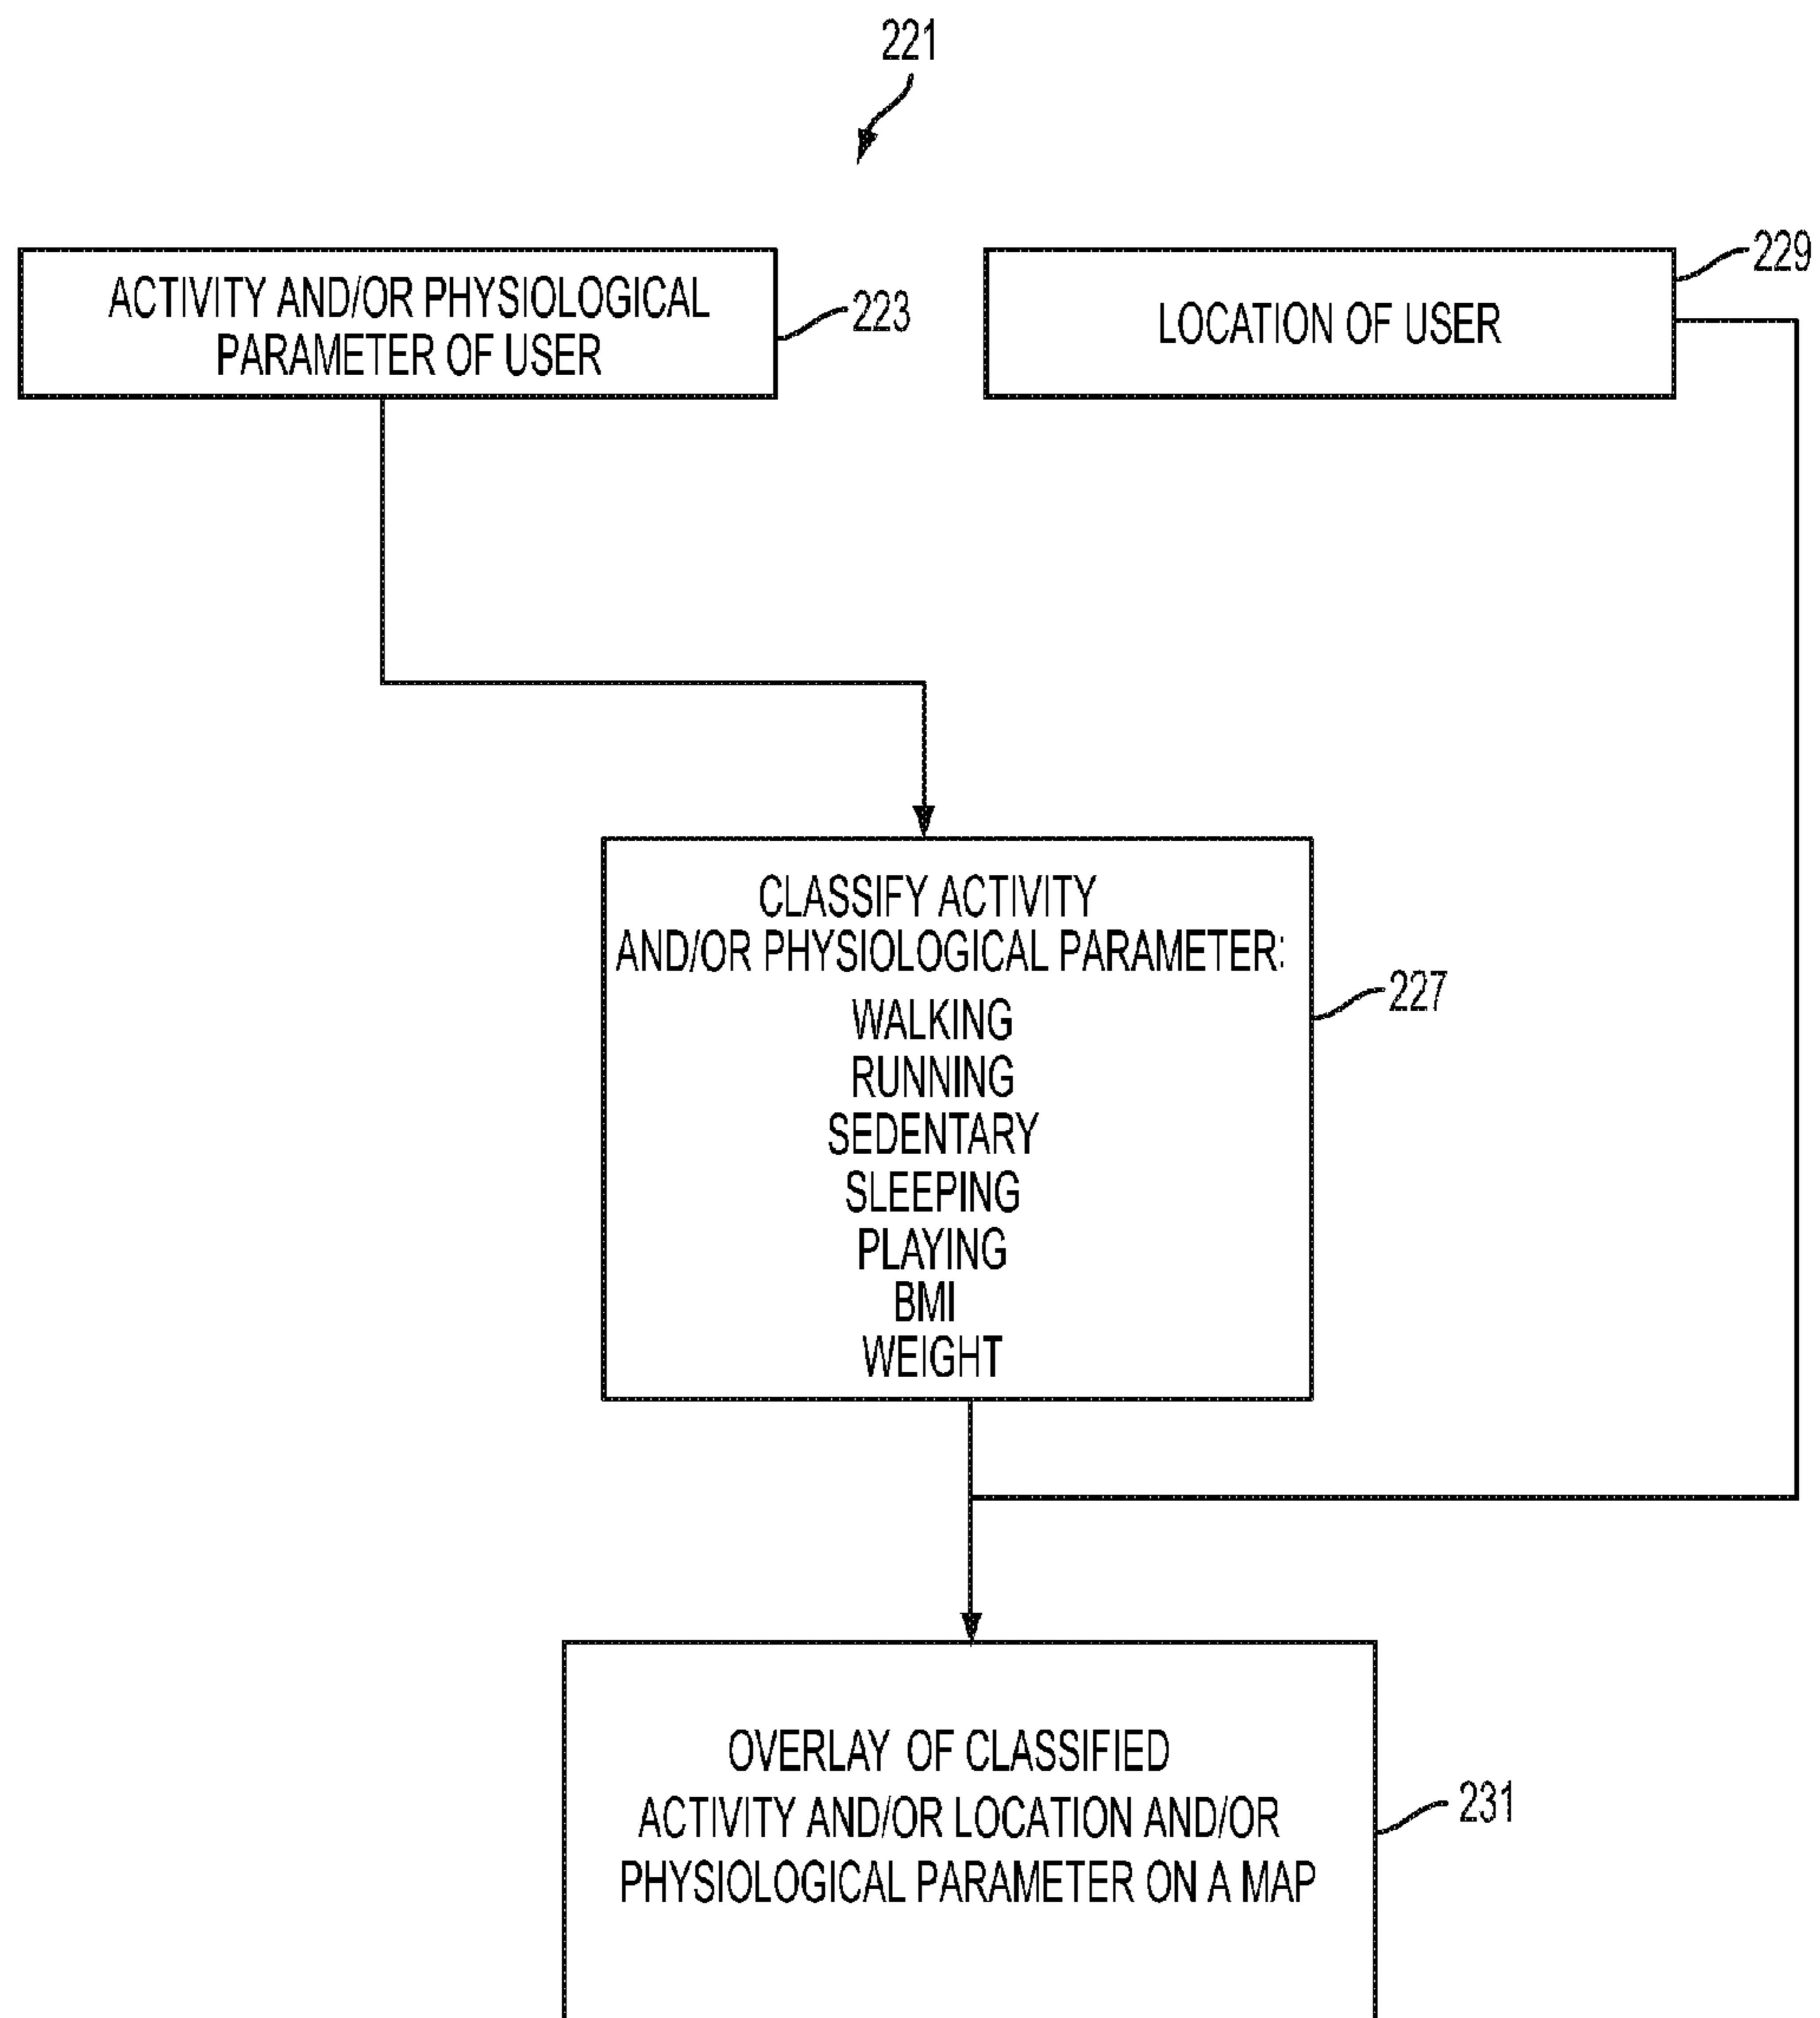 221
ACTIVITY AND/OR PHYSIOLOGICAL
PARAMETER OF USER
223
LOCATION OF USER
229
CLASSIFY ACTIVITY
AND/OR PHYSIOLOGICAL PARAMETER:
WALKING
RUNNING
SEDENTARY
SLEEPING
PLAYING
BMI
WEIGHT
227
OVERLAY OF CLASSIFIED
ACTIVITY AND/OR LOCATION AND/OR
PHYSIOLOGICAL PARAMETER ON A MAP
231